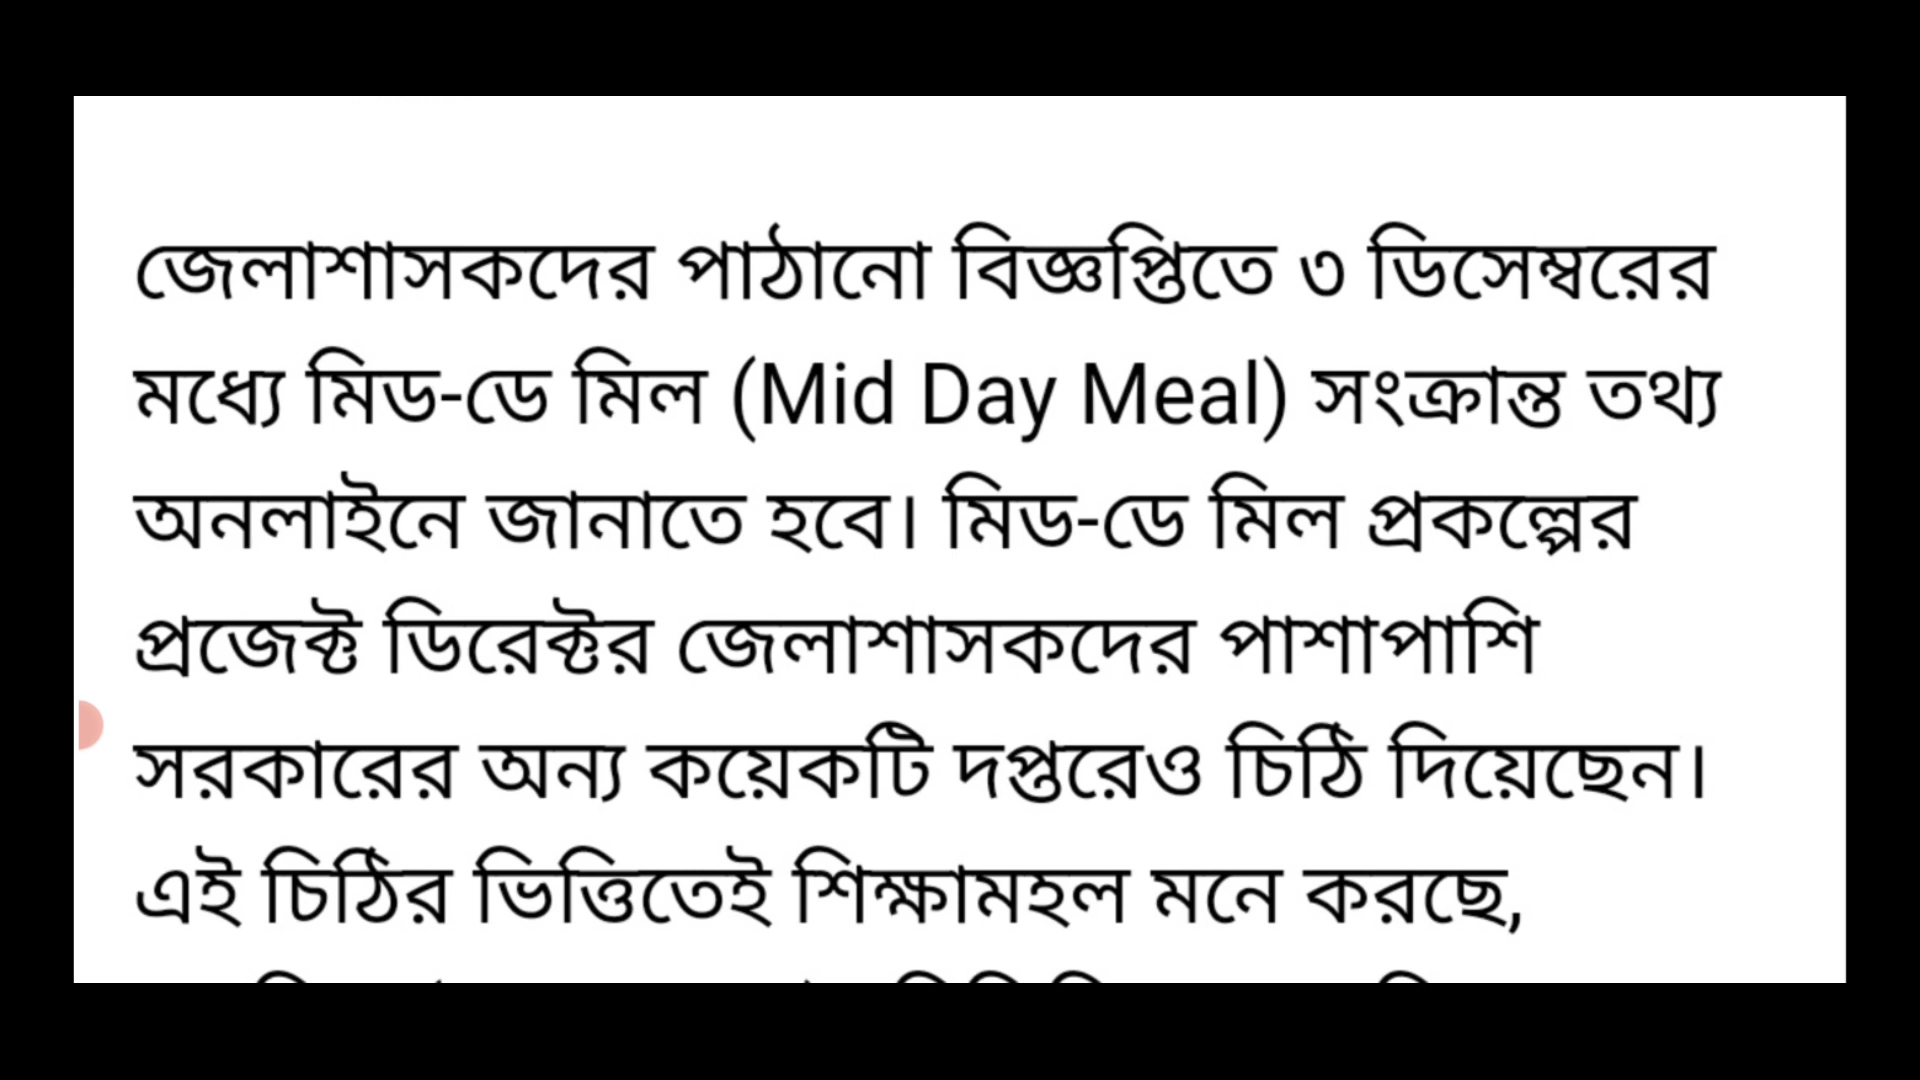 জেলাশাসকদের পাঠানো বিজ্ঞপ্তিতে ৩ ডিসেম্বরের
মধ্যে মিড-ডে মিল (Mid Day Meal) সংক্রান্ত তথ্য
অনলাইনে জানাতে হবে। মিড-ডে মিল প্রকল্পের
প্রজেক্ট ডিরেক্টর জেলাশাসকদের পাশাপাশি
সরকারের অন্য কয়েকটি দপ্তরেও চিঠি দিয়েছেন।
এই চিঠির ভিত্তিতেই শিক্ষামহল মনে করছে,